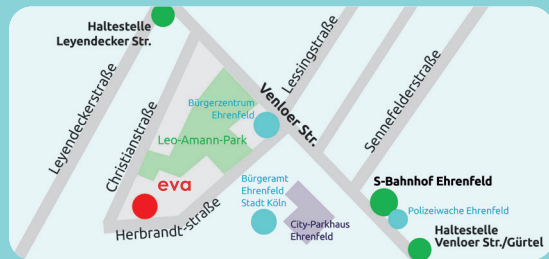 Haltestelle
Leyendecker Str.
Leyendeckerstraße
Christianstraße
Bürgerzentrum
Ehrenfeld
Leo-Amann-Park
Venloer Str.
Lessingstraße
Sennefelderstraße
eva
Herbrandt-straße
Bürgeramt
Ehrenfeld
Stadt Köln
City-Parkhaus
Ehrenfeld
S-Bahnhof Ehrenfeld
Polizeiwache Ehrenfeld
Haltestelle
Venloer Str./Gürtel